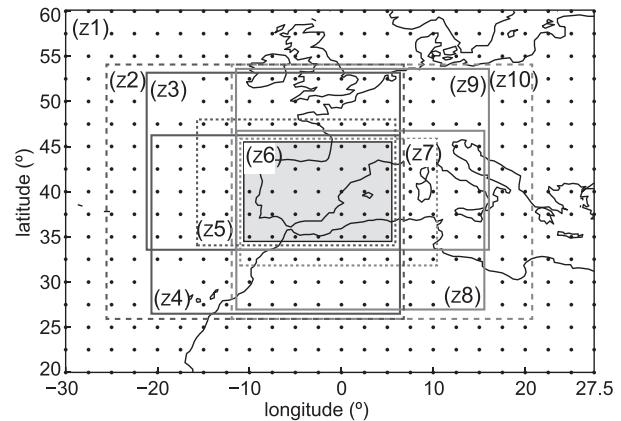 60
(z1)
55
(z2)
(z3)
(z9)
(z10)
50
45
(z6)
(z7)
40
latitude (º)
35
(z5)
30
(z4)
(z8)
25
20
−30
−20
−10
0
10
20
27.5
longitude (º)